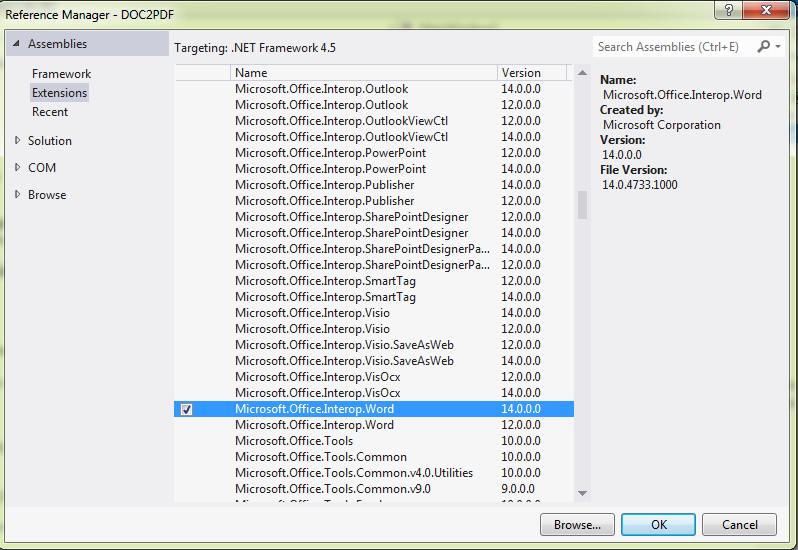 Reference Manager - DOC2PDF
Assemblies
Framework
Extensions
Recent
Solution
COM
Browse
Targeting: .NET Framework 4.5
Name Version
Microsoft.Office.Interop.Outlook 14.0.0.0
Microsoft.Office.Interop.Outlook 12.0.0.0
Microsoft.Office.Interop.OutlookViewCtl 12.0.0.0
Microsoft.Office.Interop.OutlookViewCtl 14.0.0.0
Microsoft.Office.Interop.PowerPoint 12.0.0.0
Microsoft.Office.Interop.PowerPoint 14.0.0.0
Microsoft.Office.Interop.Publisher 14.0.0.0
Microsoft.Office.Interop.Publisher 12.0.0.0
Microsoft.Office.Interop.SharePointDesigner 12.0.0.0
Microsoft.Office.Interop.SharePointDesigner 14.0.0.0
Microsoft.Office.Interop.SharePointDesignerPa... 14.0.0.0
Microsoft.Office.Interop.SharePointDesignerPa... 12.0.0.0
Microsoft.Office.Interop.SmartTag 12.0.0.0
Microsoft.Office.Interop.SmartTag 14.0.0.0
Microsoft.Office.Interop.Visio 14.0.0.0
Microsoft.Office.Interop.Visio 12.0.0.0
Microsoft.Office.Interop.Visio.SaveAsWeb 12.0.0.0
Microsoft.Office.Interop.Visio.SaveAsWeb 14.0.0.0
Microsoft.Office.Interop.VisOcx 12.0.0.0
Microsoft.Office.Interop.VisOcx 14.0.0.0
Microsoft.Office.Interop.Word 14.0.0.0
Microsoft.Office.Interop.Word 12.0.0.0
Microsoft.Office.Tools 10.0.0.0
Microsoft.Office.Tools.Common 10.0.0.0
Microsoft.Office.Tools.Common.v4.0.Utilities 10.0.0.0
Microsoft.Office.Tools.Common.v9.0 9.0.0.0
Search Assemblies (Ctrl+E)
Name:
Microsoft.Office.Interop.Word
Created by:
Microsoft Corporation
Version:
14.0.0.0
File Version:
14.0.4733.1000
Browse... OK Cancel